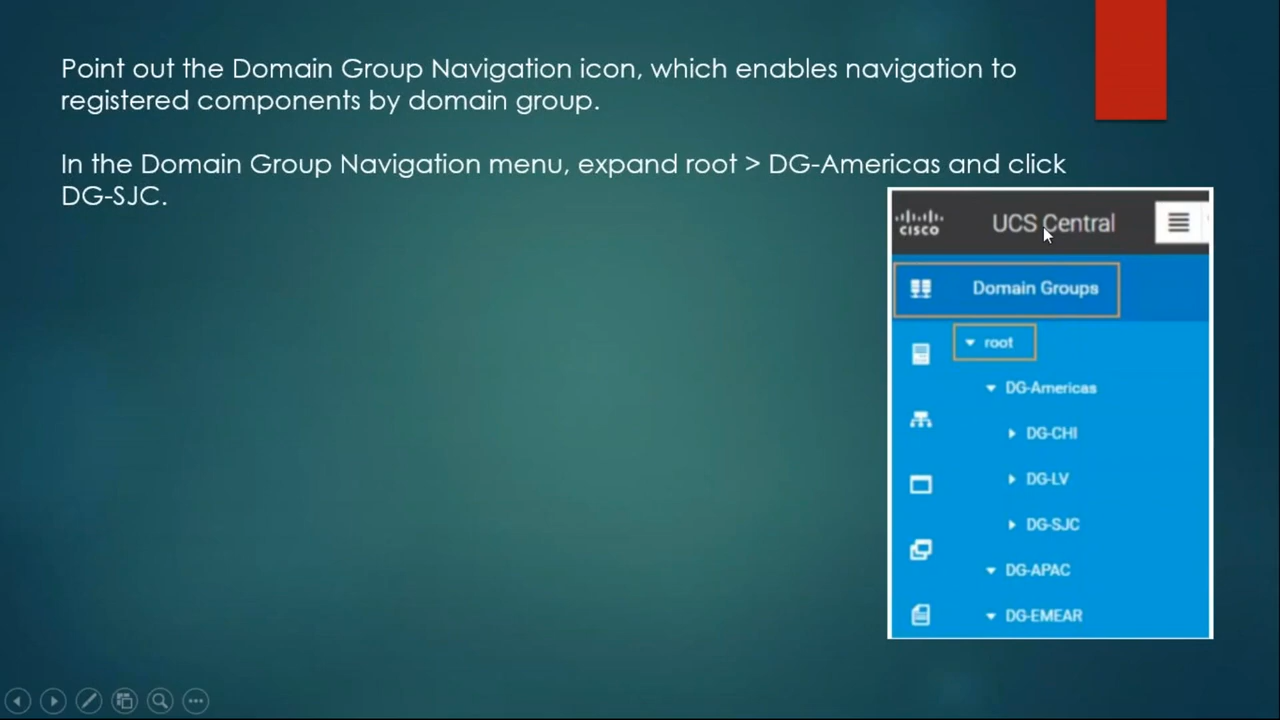 Point out the Domain Group Navigation icon, which enables navigation to
registered components by domain group.
In the Domain Group Navigation menu, expand root > DG-Americas and click
DG-SJC.
CISCO
UCS Central
Domain Groups
root
DG-Americas
DG-CHI
DG-LV
DG-SJC
DG-APAC
DG-EMEAR